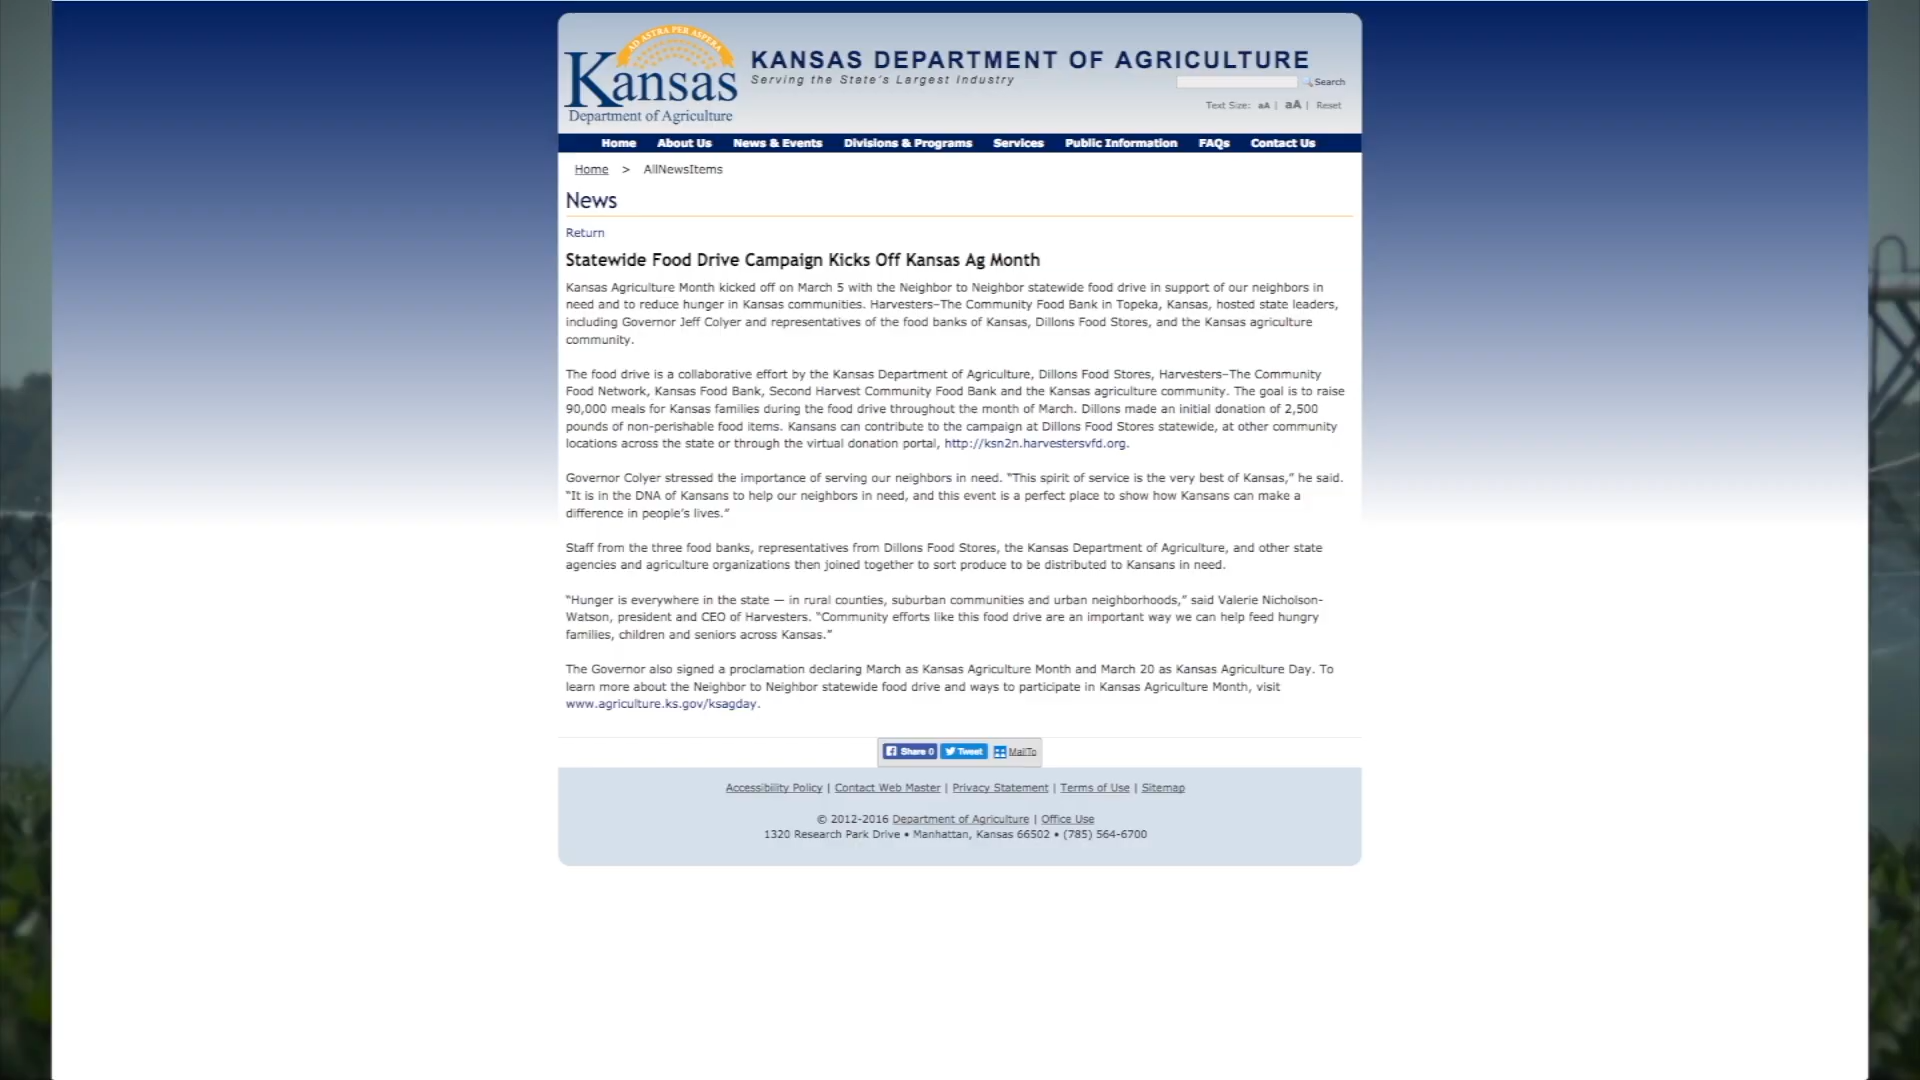 AD ASTRA PER ASPERA
Kansas
Department of Agriculture
KANSAS DEPARTMENT OF AGRICULTURE
Serving the State's Largest Industry
Search
Text Size: aA | aA | Reset
Home About Us News & Events Divisions & Programs Services Public Information FAQs Contact Us
Home > AllNewsItems
News
Return
Statewide Food Drive Campaign Kicks Off Kansas Ag Month
Kansas Agriculture Month kicked off on March 5 with the Neighbor to Neighbor statewide food drive in support of our neighbors in
need and to reduce hunger in Kansas communities. Harvesters–The Community Food Bank in Topeka, Kansas, hosted state leaders,
including Governor Jeff Colyer and representatives of the food banks of Kansas, Dillons Food Stores, and the Kansas agriculture
community.
The food drive is a collaborative effort by the Kansas Department of Agriculture, Dillons Food Stores, Harvesters–The Community
Food Network, Kansas Food Bank, Second Harvest Community Food Bank and the Kansas agriculture community. The goal is to raise
90,000 meals for Kansas families during the food drive throughout the month of March. Dillons made an initial donation of 2,500
pounds of non-perishable food items. Kansans can contribute to the campaign at Dillons Food Stores statewide, at other community
locations across the state or through the virtual donation portal, http://ksn2n.harvestersvfd.org.
Governor Colyer stressed the importance of serving our neighbors in need. “This spirit of service is the very best of Kansas,” he said.
“It is in the DNA of Kansans to help our neighbors in need, and this event is a perfect place to show how Kansans can make a
difference in people’s lives.”
Staff from the three food banks, representatives from Dillons Food Stores, the Kansas Department of Agriculture, and other state
agencies and agriculture organizations then joined together to sort produce to be distributed to Kansans in need.
“Hunger is everywhere in the state — in rural counties, suburban communities and urban neighborhoods,” said Valerie Nicholson-
Watson, president and CEO of Harvesters. “Community efforts like this food drive are an important way we can help feed hungry
families, children and seniors across Kansas.”
The Governor also signed a proclamation declaring March as Kansas Agriculture Month and March 20 as Kansas Agriculture Day. To
learn more about the Neighbor to Neighbor statewide food drive and ways to participate in Kansas Agriculture Month, visit
www.agriculture.ks.gov/ksagday.
Share 0 Tweet MailTo
Accessibility Policy | Contact Web Master | Privacy Statement | Terms of Use | Sitemap
© 2012-2016 Department of Agriculture | Office Use
1320 Research Park Drive • Manhattan, Kansas 66502 • (785) 564-6700